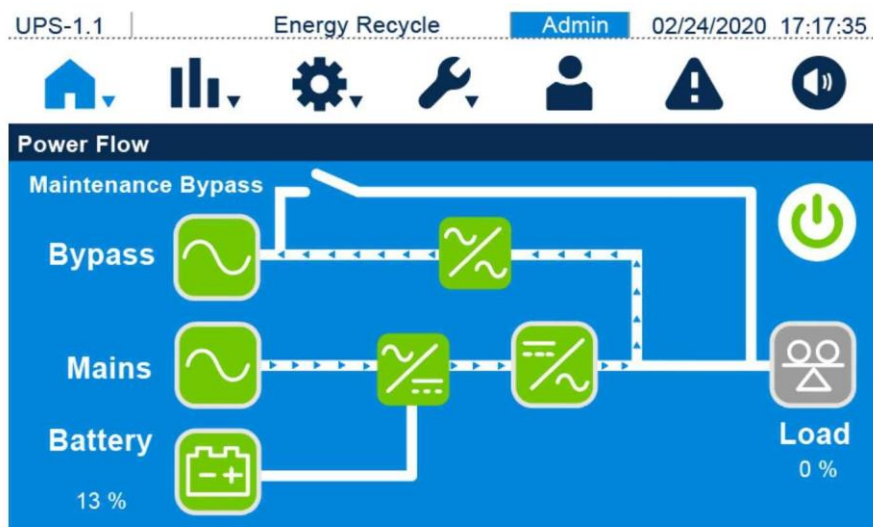 UPS-1.1 Energy Recycle Admin 02/24/2020 17:17:35
Power Flow
Maintenance Bypass
Bypass
Mains
Battery
13 %
Load
0 %